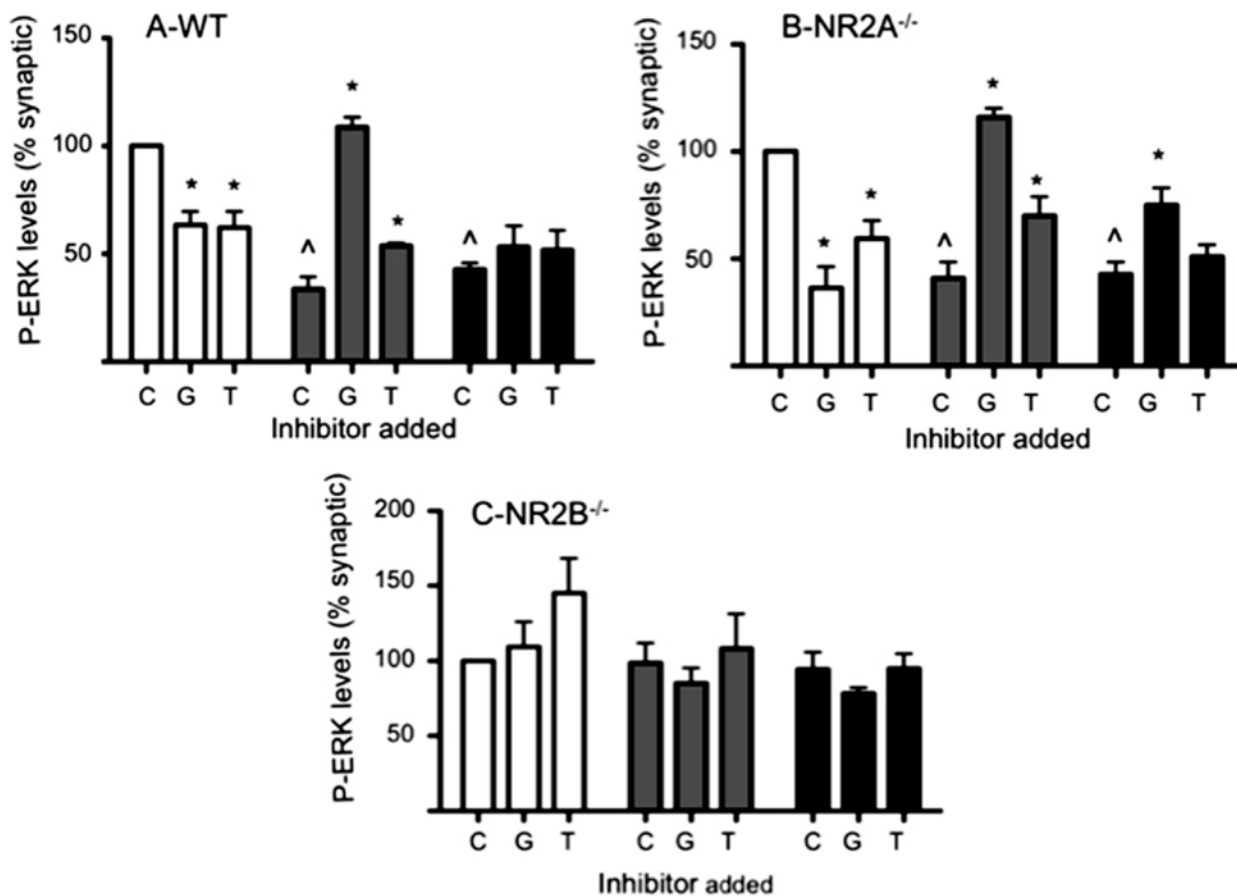 A-WT
P-ERK levels (% synaptic)
150
100
50
* * ^ * * ^
C G T C G T C G T
Inhibitor added
B-NR2A-/-
P-ERK levels (% synaptic)
150
100
50
* * ^ * * ^ *
C G T C G T C G T
Inhibitor added
C-NR2B-/-
P-ERK levels (% synaptic)
200
150
100
50
C G T C G T C G T
Inhibitor added